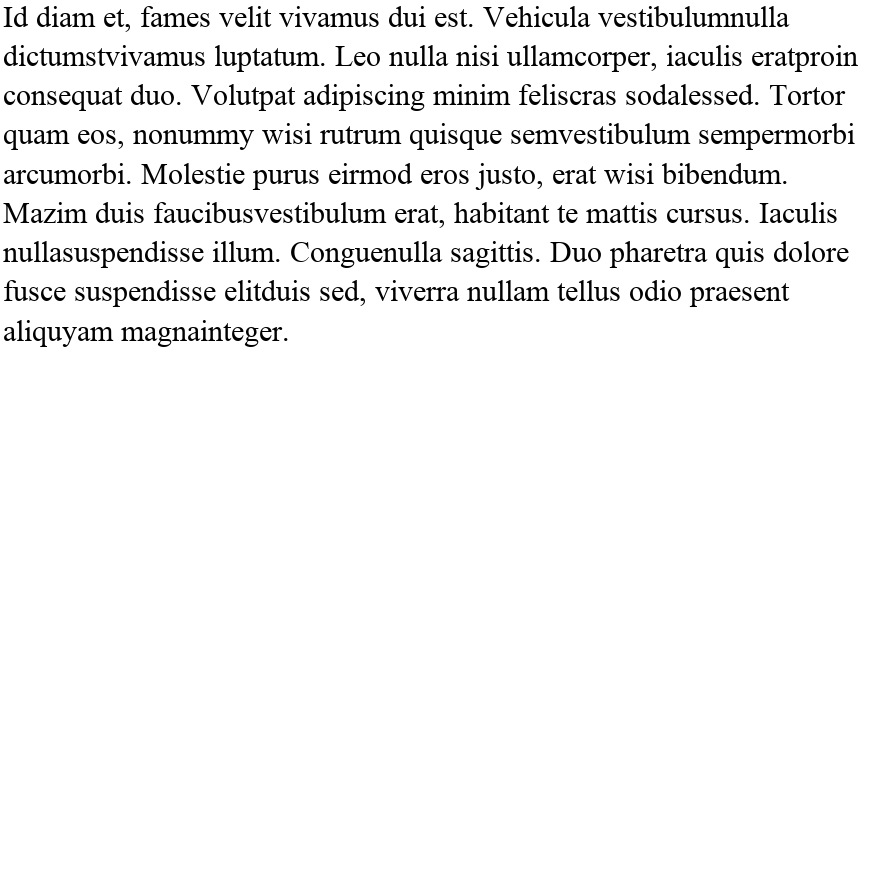 Id diam et, fames velit vivamus dui est. Vehicula vestibulumnulla
dictumstvivamus luptatum. Leo nulla nisi ullamcorper, iaculis eratproin
consequat duo. Volutpat adipiscing minim feliscras sodalessed. Tortor
quam eos, nonummy wisi rutrum quisque semvestibulum sempermorbi
arcumorbi. Molestie purus eirmod eros justo, erat wisi bibendum.
Mazim duis faucibusvestibulum erat, habitant te mattis cursus. Iaculis
nullasuspendisse illum. Conguenulla sagittis. Duo pharetra quis dolore
fusce suspendisse elitduis sed, viverra nullam tellus odio praesent
aliquyam magnainteger.